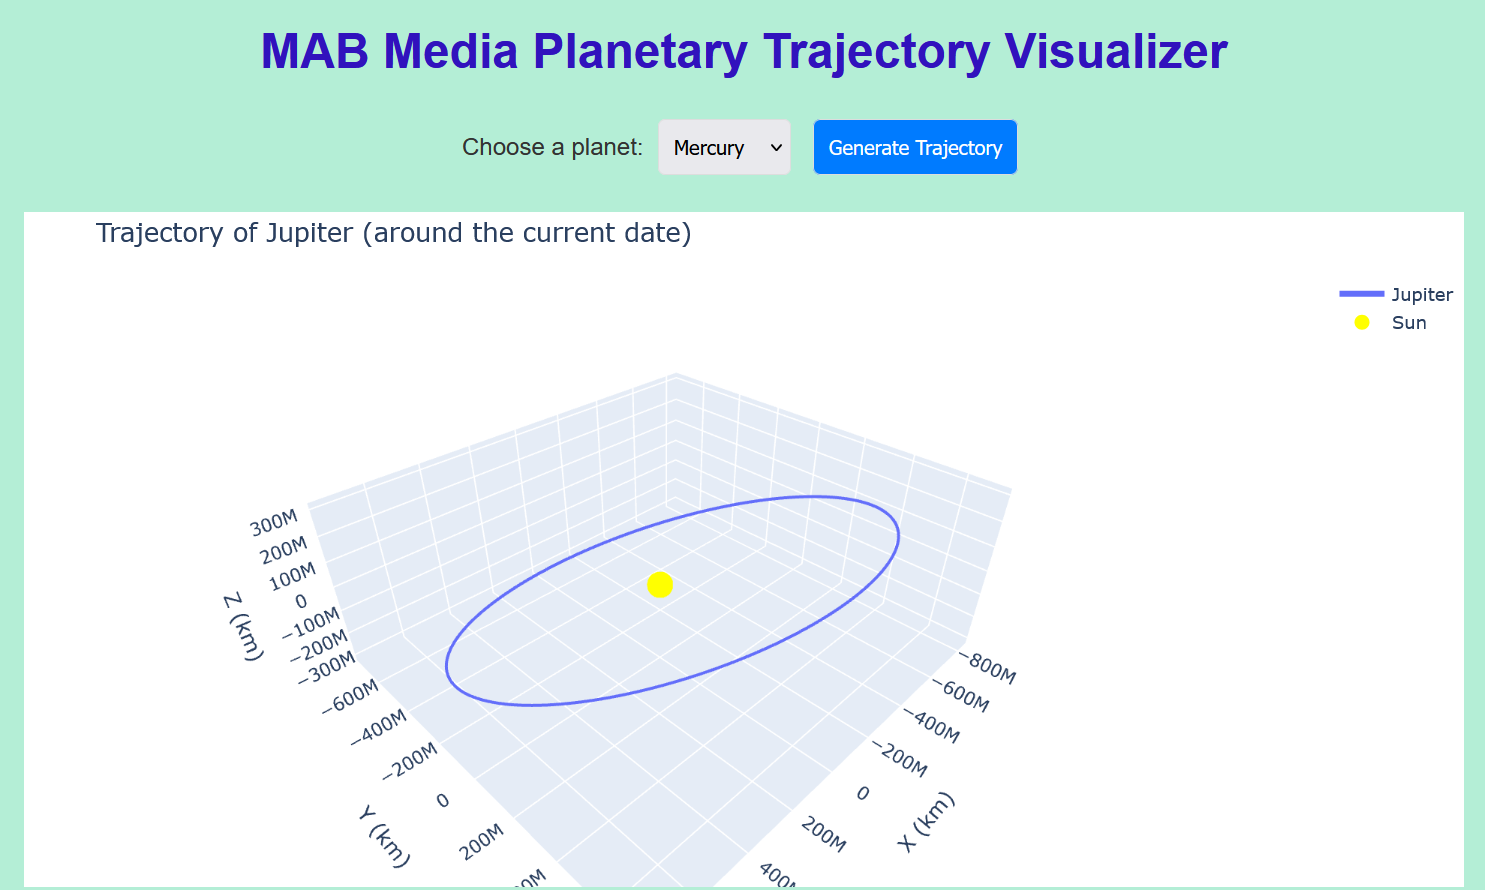 MAB Media Planetary Trajectory Visualizer
Choose a planet: Mercury Generate Trajectory
Trajectory of Jupiter (around the current date)
Jupiter
Sun
300M
200M
100M
0
−100M
−200M
−300M
Z (km)
−600M
−400M
−200M
0
200M
Y (km)
−800M
−600M
−400M
−200M
0
200M
X (km)